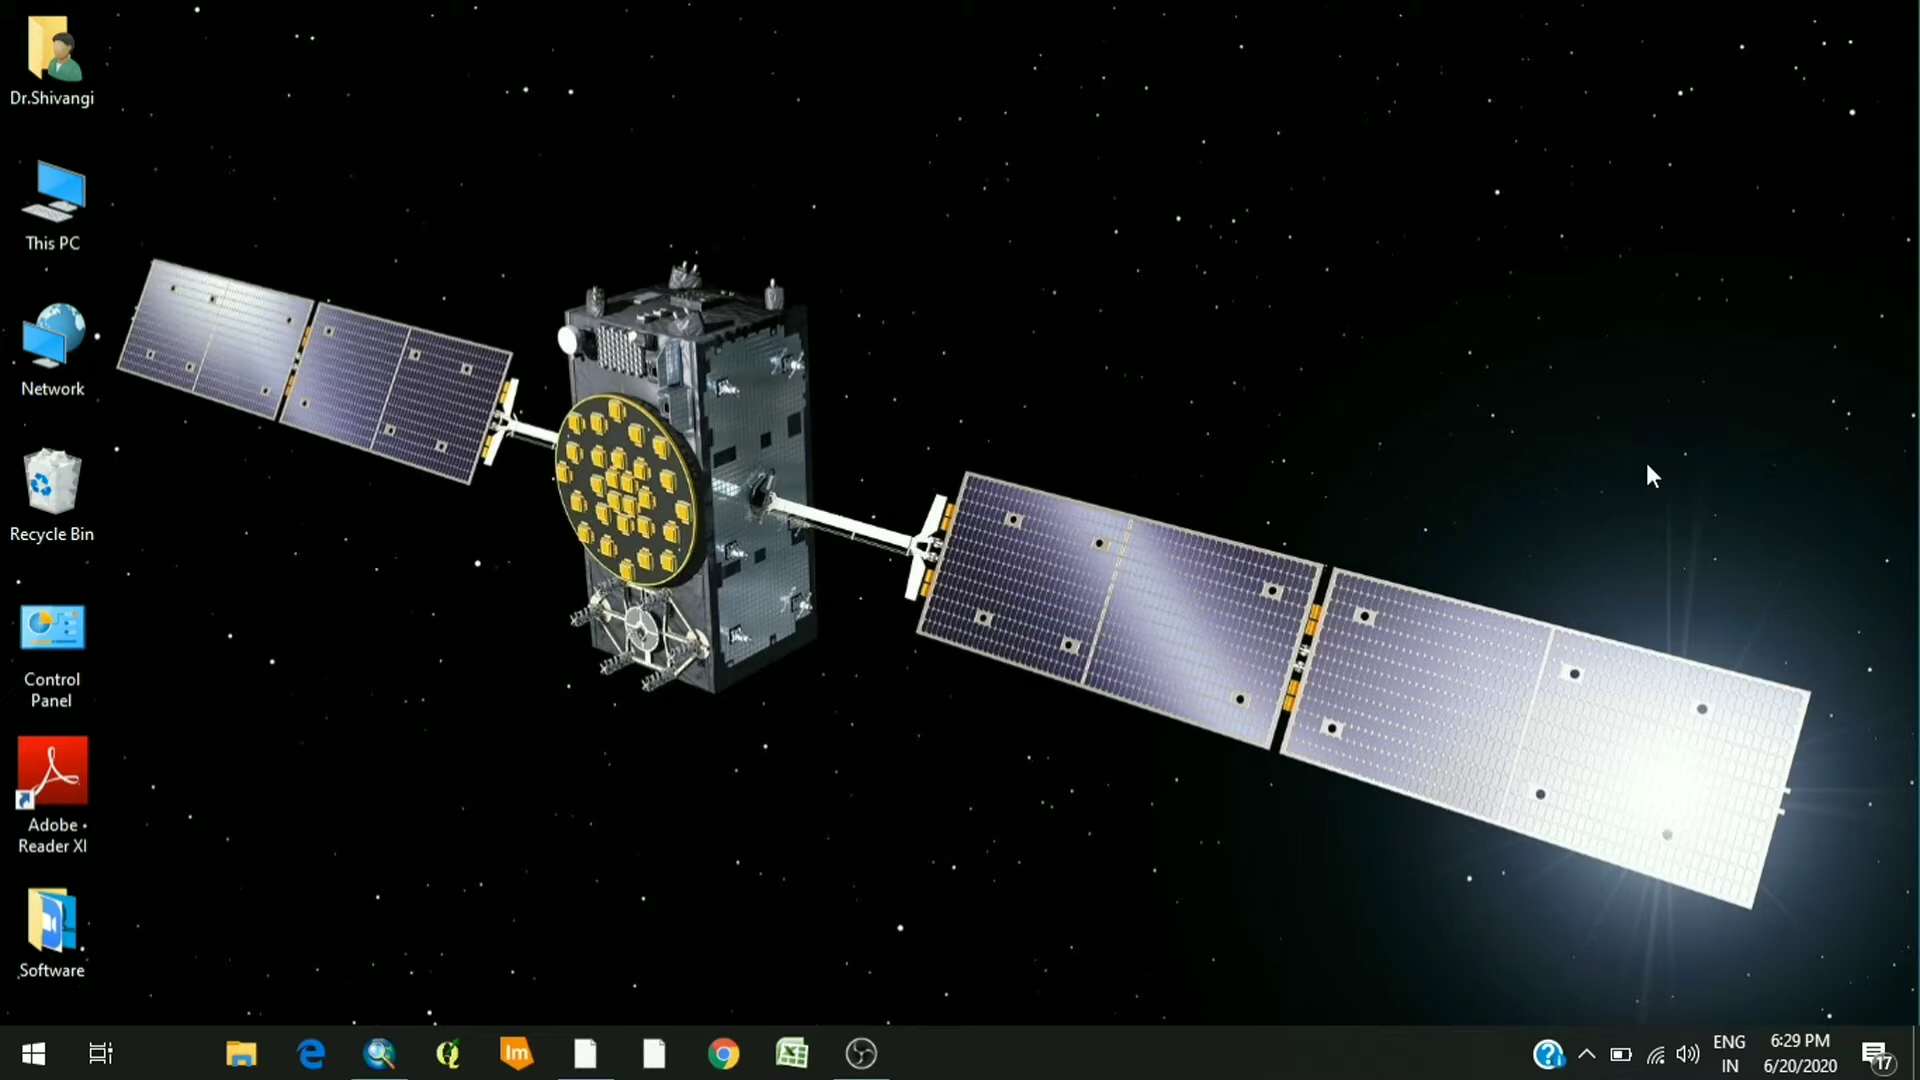 Dr.Shivangi
This PC
Network
Recycle Bin
Control
Panel
Adobe
Reader XI
Software
Im
ENG
IN
6:29 PM
6/20/2020
17